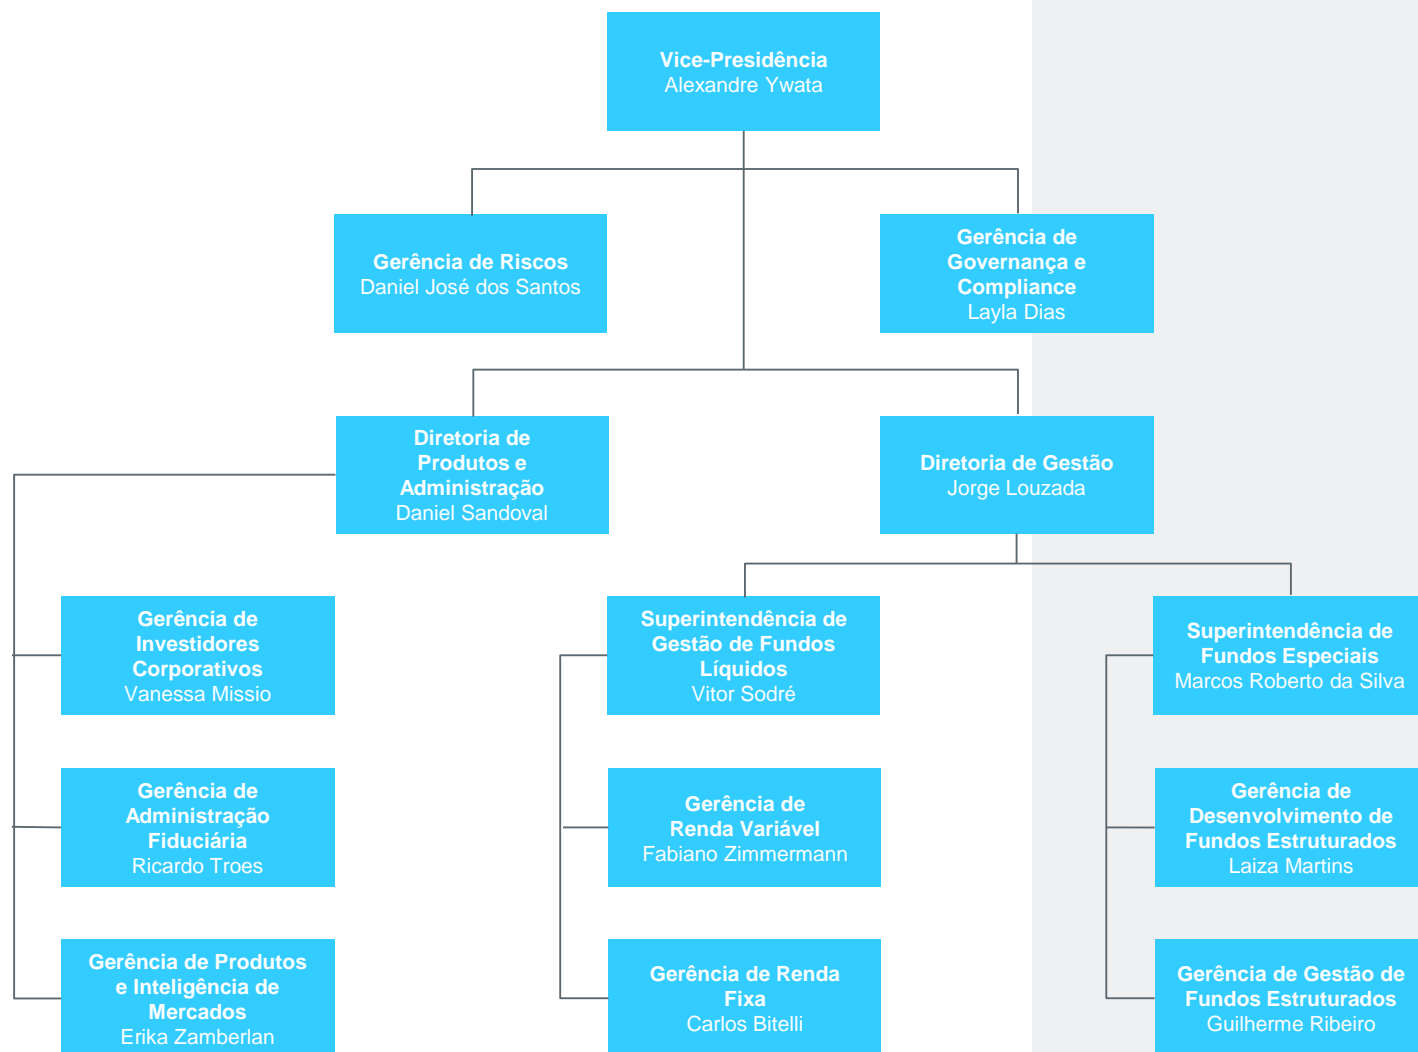 Vice-Presidência
Alexandre Ywata
Gerência de Riscos
Daniel José dos Santos
Gerência de
Governança e
Compliance
Layla Dias
Diretoria de
Produtos e
Administração
Daniel Sandoval
Diretoria de Gestão
Jorge Louzada
Gerência de
Investidores
Corporativos
Vanessa Missio
Superintendência de
Gestão de Fundos
Líquidos
Vitor Sodré
Superintendência de
Fundos Especiais
Marcos Roberto da Silva
Gerência de
Administração
Fiduciária
Ricardo Troes
Gerência de
Renda Variável
Fabiano Zimmermann
Gerência de
Desenvolvimento de
Fundos Estruturados
Laiza Martins
Gerência de Produtos
e Inteligência de
Mercados
Erika Zamberlan
Gerência de Renda
Fixa
Carlos Bitelli
Gerência de Gestão de
Fundos Estruturados
Guilherme Ribeiro